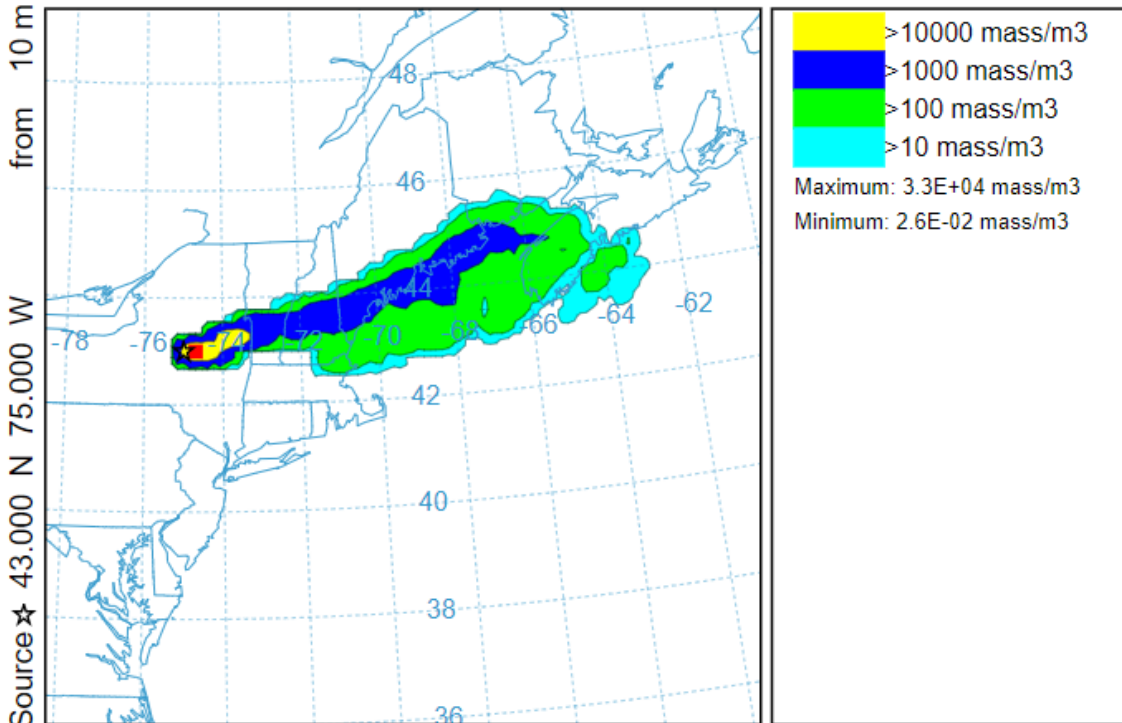 Source ☆ 43.000 N 75.000 W from 10 m
48
46
44
-78
-76
-74
-72
-70
-68
-66
-64
-62
42
40
38
36
>10000 mass/m3
>1000 mass/m3
>100 mass/m3
>10 mass/m3
Maximum: 3.3E+04 mass/m3
Minimum: 2.6E-02 mass/m3